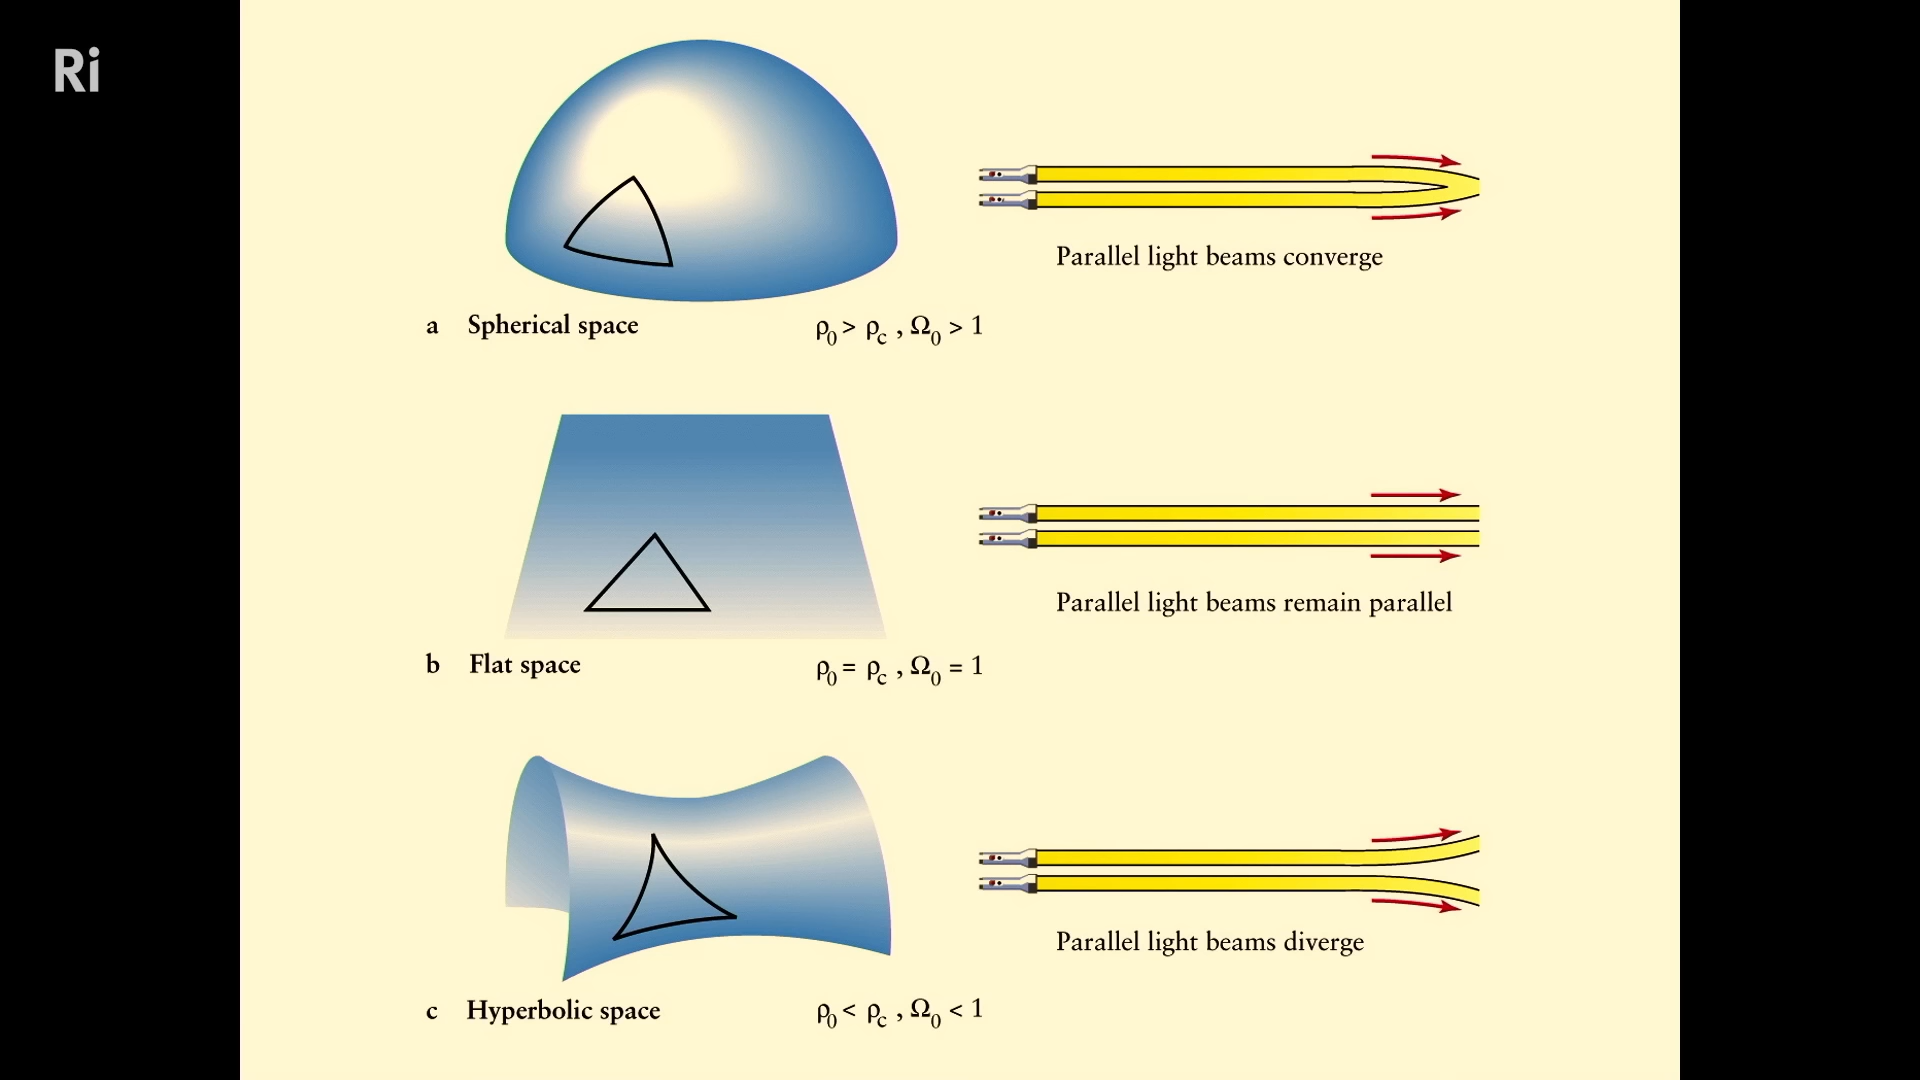 Ri
Parallel light beams converge
a Spherical space ρ0 > ρc , Ω0 > 1
Parallel light beams remain parallel
b Flat space ρ0 = ρc , Ω0 = 1
Parallel light beams diverge
c Hyperbolic space ρ0 < ρc , Ω0 < 1